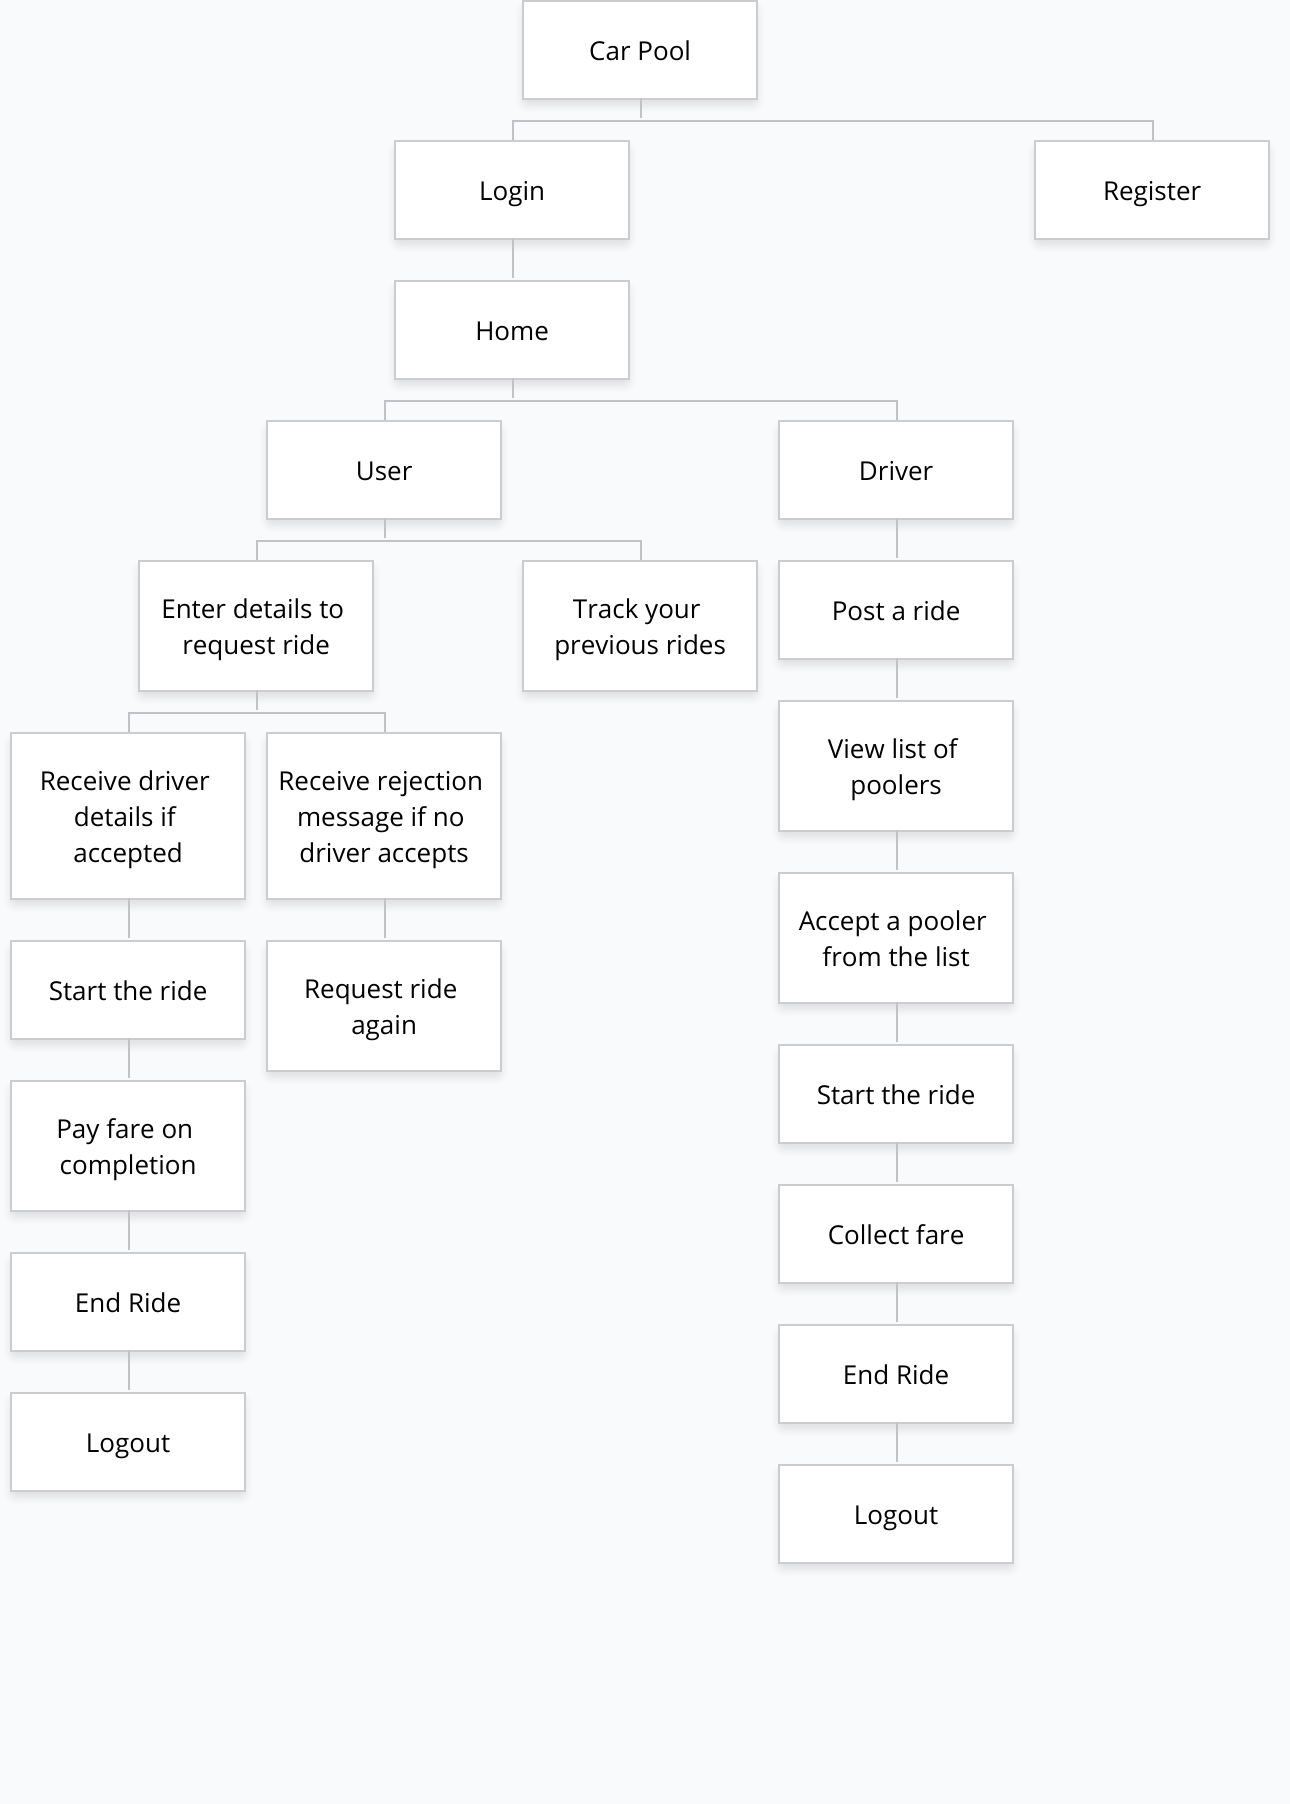 Car Pool
Login
Register
Home
User
Driver
Enter details to
request ride
Track your
previous rides
Post a ride
Receive driver
details if
accepted
Receive rejection
message if no
driver accepts
View list of
poolers
Start the ride
Request ride
again
Accept a pooler
from the list
Pay fare on
completion
Start the ride
End Ride
Collect fare
Logout
End Ride
Logout